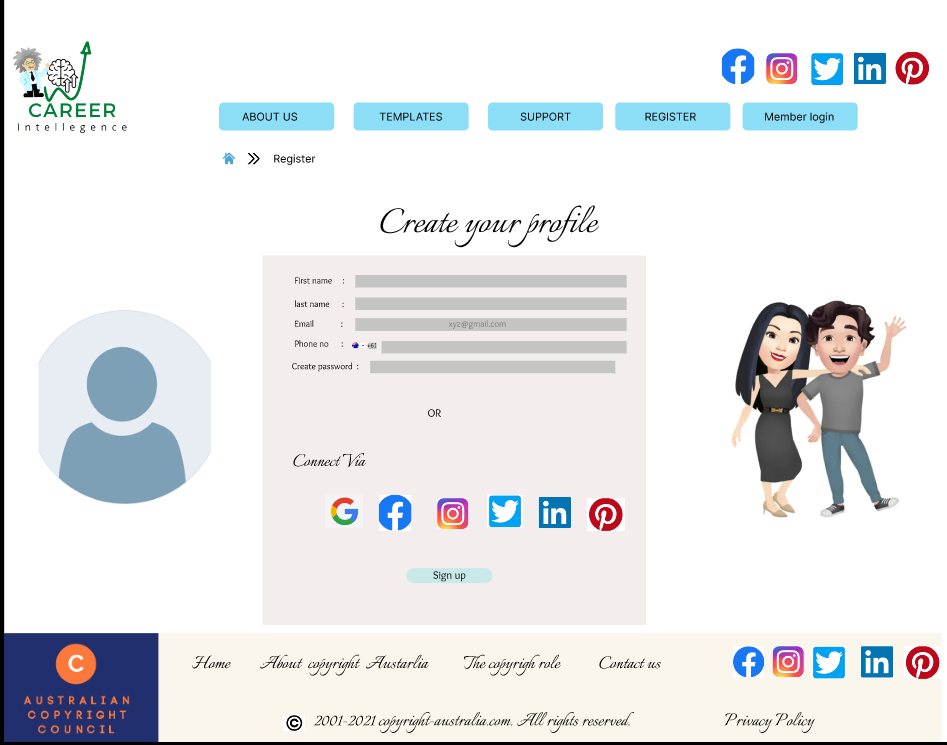 CAREER
Intellegence
ABOUT US
TEMPLATES
SUPPORT
REGISTER
Member login
Register
Create your profile
First name :
last name :
Email : xyz@gmail.com
Phone no : - +61
Create password :
OR
Connect Via
Sign up
C
AUSTRALIAN
COPYRIGHT
COUNCIL
Home
About copyright Austarlia
The copyrigh role
Contact us
© 2001-2021 copyright-australia.com. All rights reserved.
Privacy Policy